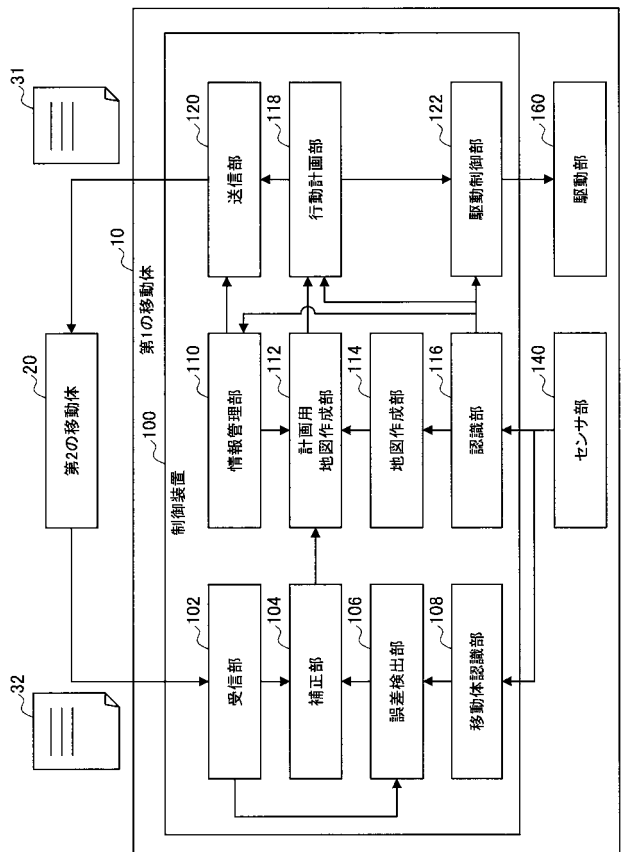 32
31
第2の移動体
20
第1の移動体
10
制御装置
100
受信部
102
補正部
104
誤差検出部
106
移動体認識部
108
情報管理部
110
計画用
地図作成部
112
地図作成部
114
認識部
116
センサ部
140
送信部
120
行動計画部
118
駆動制御部
122
駆動部
160